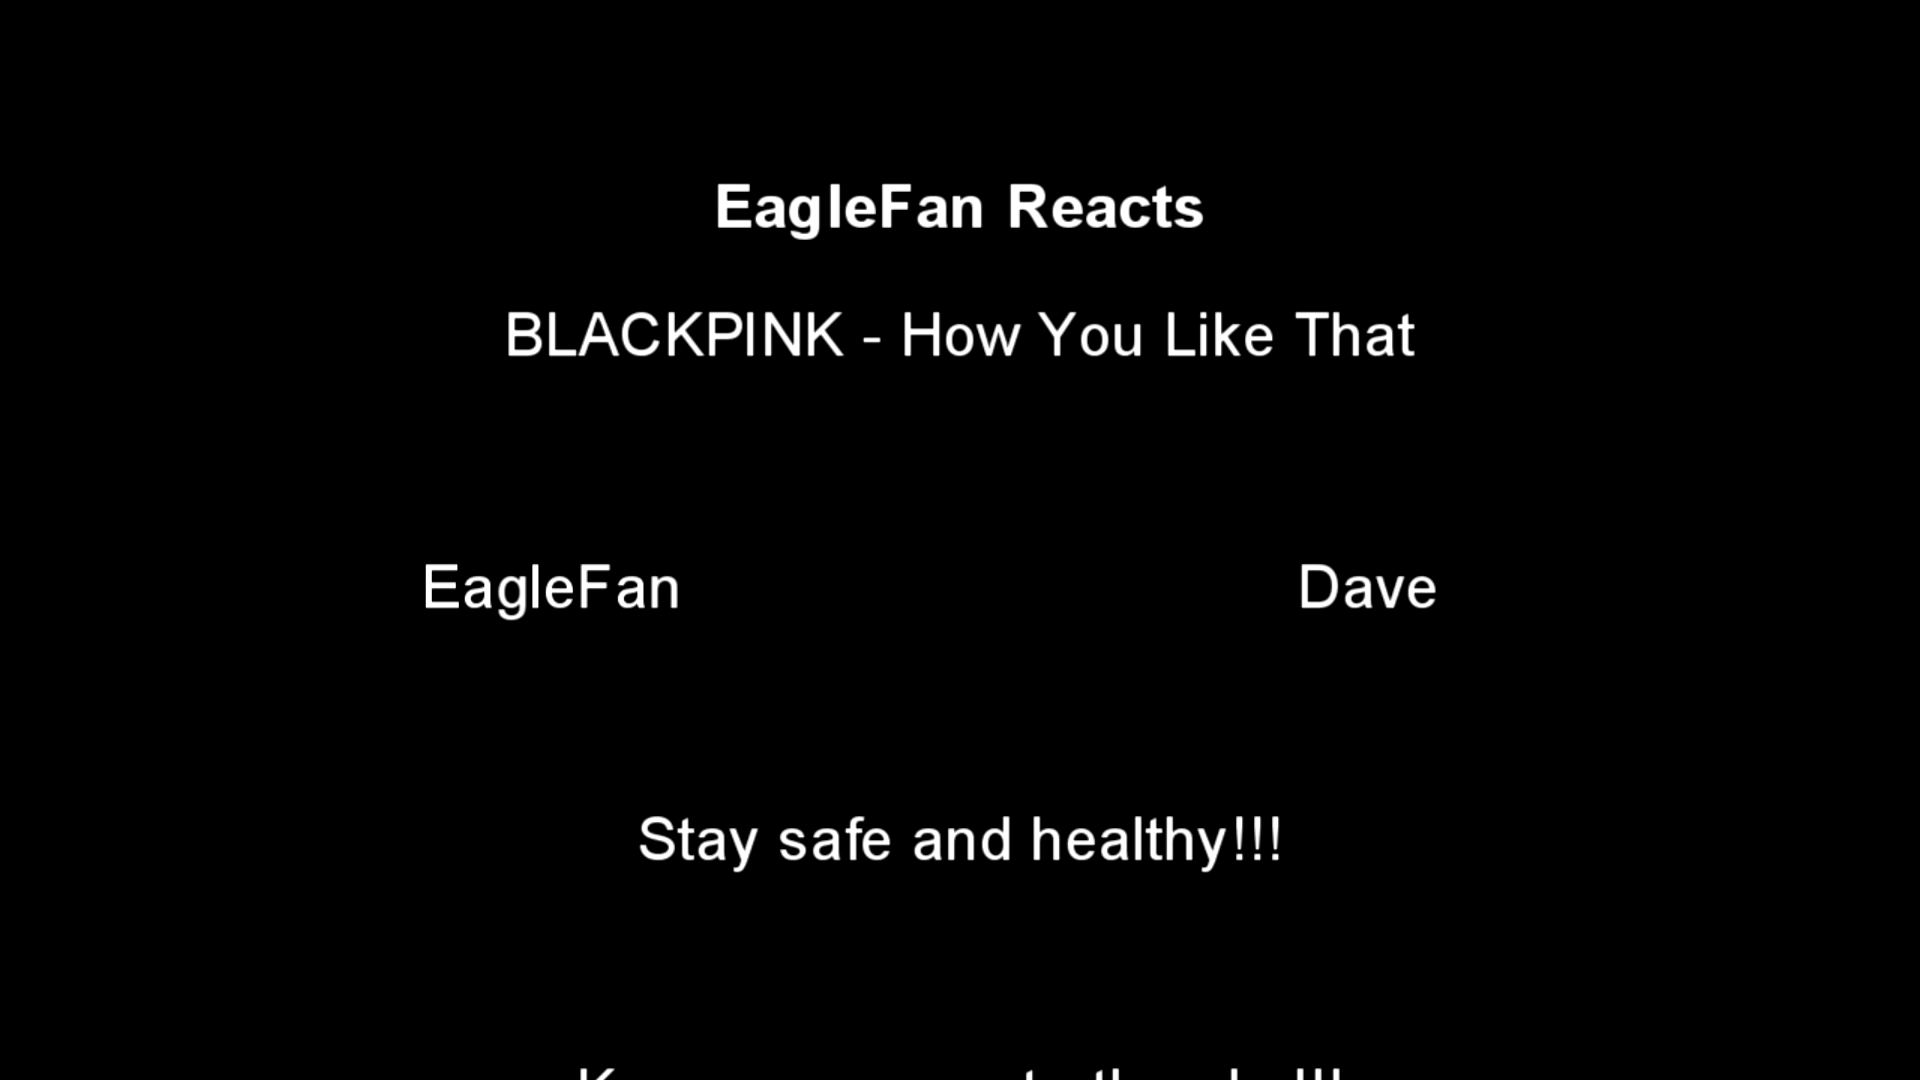 EagleFan Reacts
BLACKPINK - How You Like That
EagleFan Dave
Stay safe and healthy!!!